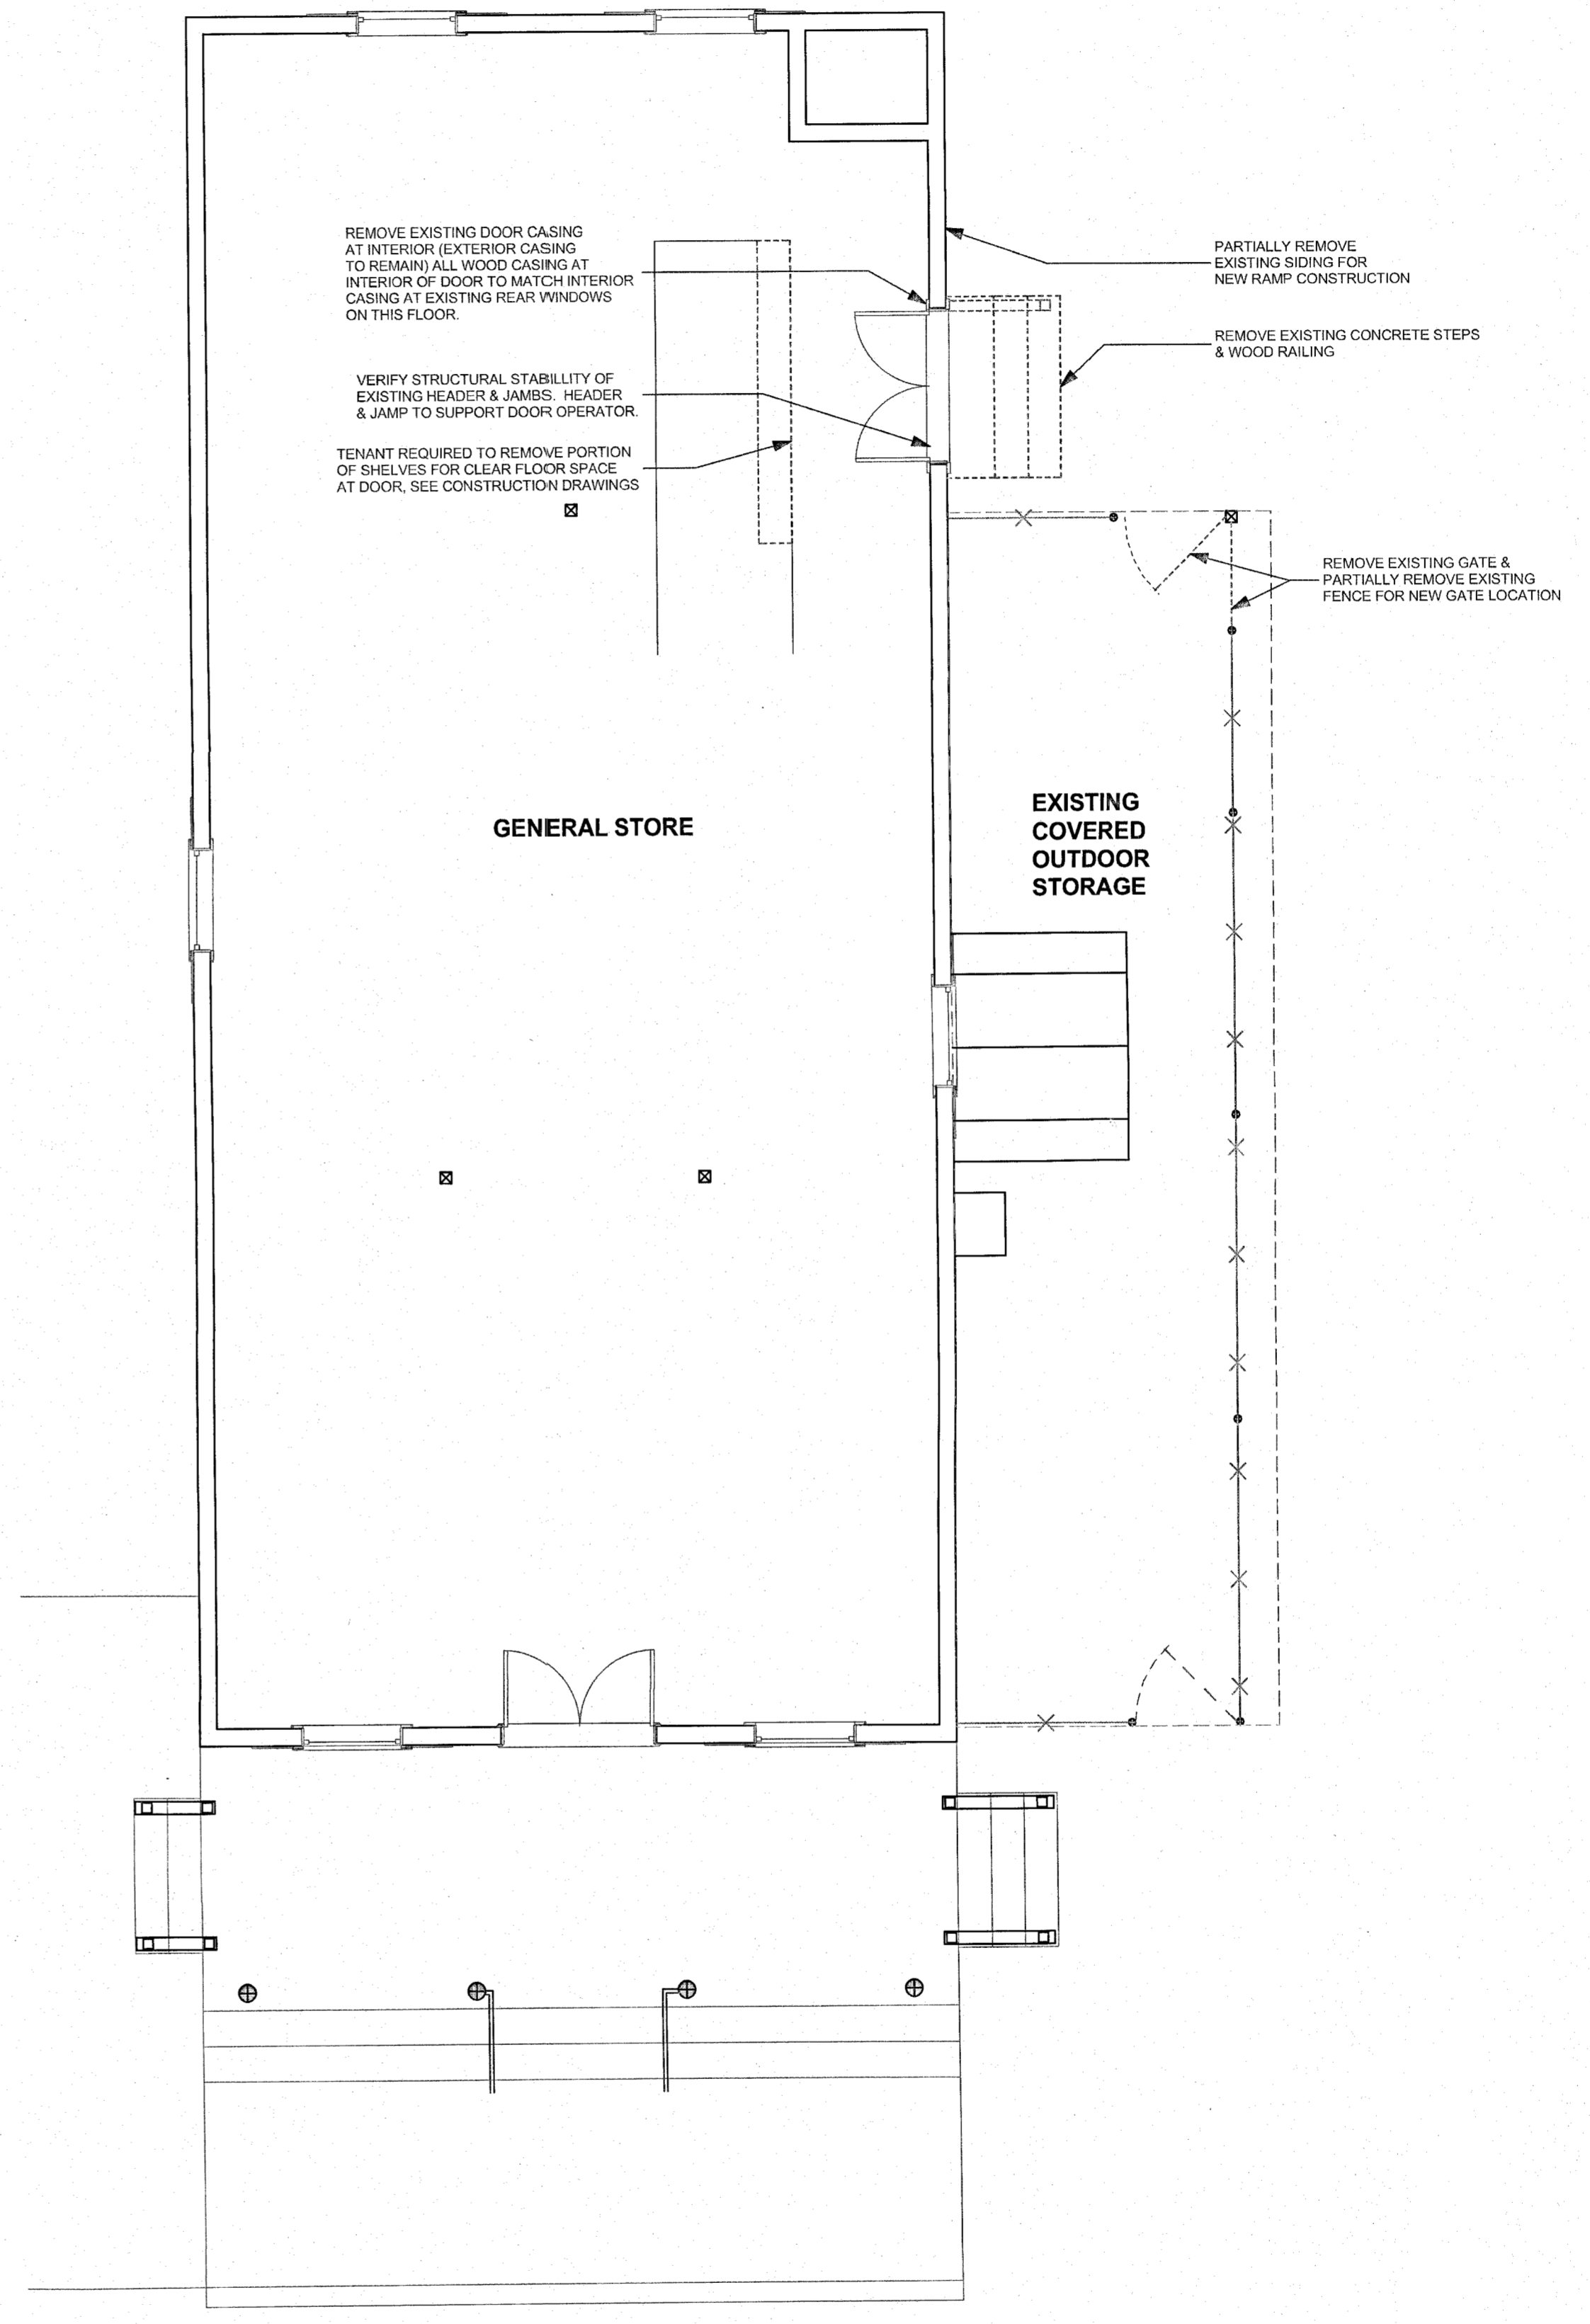 REMOVE EXISTING DOOR CASING
AT INTERIOR (EXTERIOR CASING
TO REMAIN) ALL WOOD CASING AT
INTERIOR OF DOOR TO MATCH INTERIOR
CASING AT EXISTING REAR WINDOWS
ON THIS FLOOR.
VERIFY STRUCTURAL STABILLITY OF
EXISTING HEADER & JAMBS. HEADER
& JAMP TO SUPPORT DOOR OPERATOR.
TENANT REQUIRED TO REMOVE PORTION
OF SHELVES FOR CLEAR FLOOR SPACE
AT DOOR, SEE CONSTRUCTION DRAWINGS
PARTIALLY REMOVE
EXISTING SIDING FOR
NEW RAMP CONSTRUCTION
REMOVE EXISTING CONCRETE STEPS
& WOOD RAILING
REMOVE EXISTING GATE &
PARTIALLY REMOVE EXISTING
FENCE FOR NEW GATE LOCATION
GENERAL STORE
EXISTING
COVERED
OUTDOOR
STORAGE